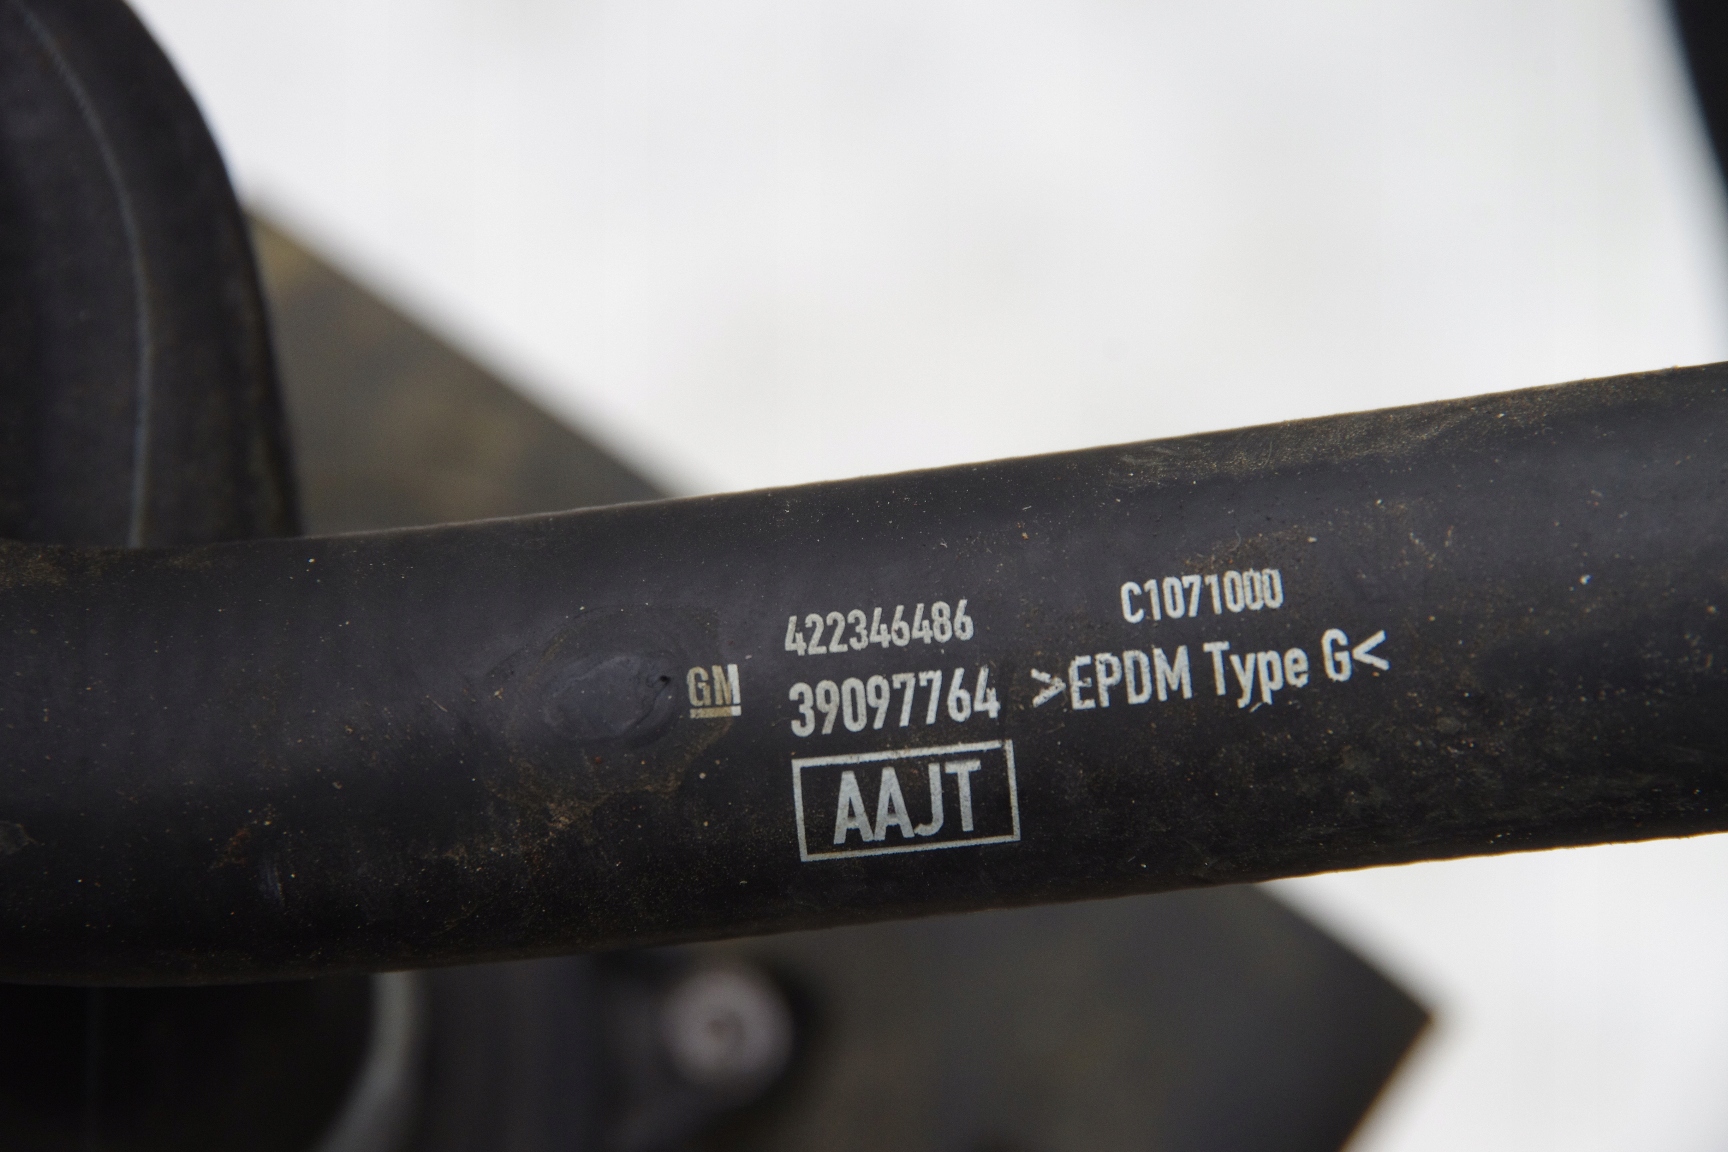 GM
422346486
39097764
AAJT
C1071000
>EPDM Type G<